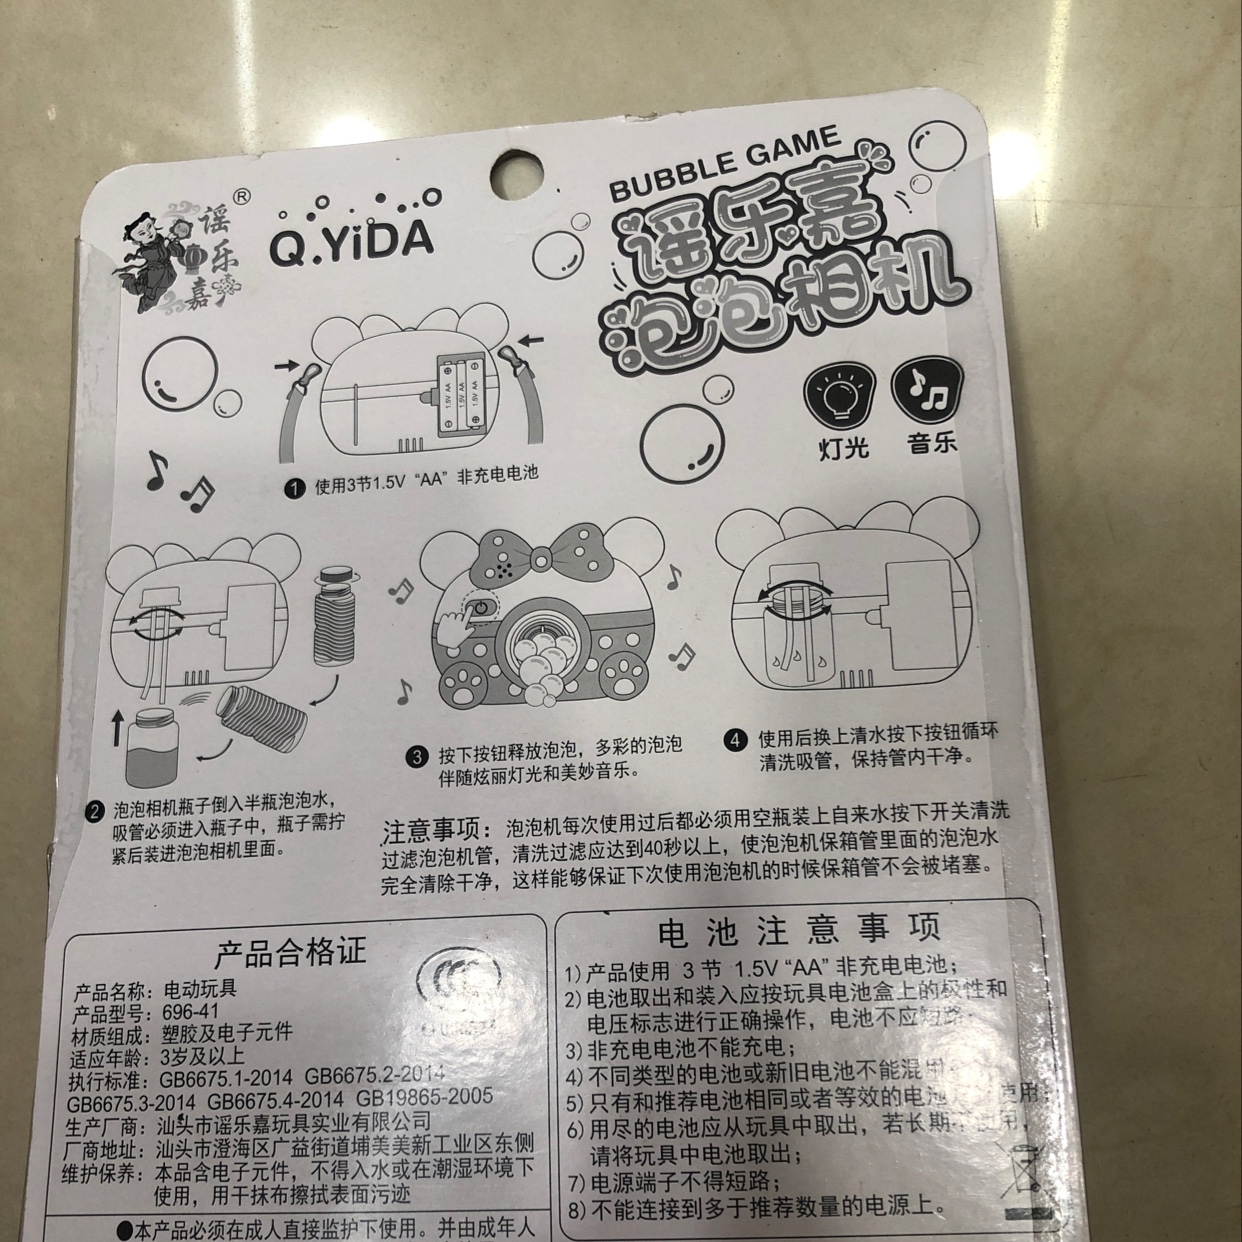 谣乐嘉®
Q.YiDA
BUBBLE GAME
谣乐嘉
泡泡相机
灯光 音乐
1.5V AA
1.5V AA
1.5V AA
1 使用3节1.5V “AA” 非充电电池
2 泡泡相机瓶子倒入半瓶泡泡水，
吸管必须进入瓶子中，瓶子需拧
紧后装进泡泡相机里面。
3 按下按钮释放泡泡，多彩的泡泡
伴随炫丽灯光和美妙音乐。
4 使用后换上清水按下按钮循环
清洗吸管，保持管内干净。
注意事项：泡泡机每次使用过后都必须用空瓶装上自来水按下开关清洗
过滤泡泡机管，清洗过滤应达到40秒以上，使泡泡机保箱管里面的泡泡水
完全清除干净，这样能够保证下次使用泡泡机的时候保箱管不会被堵塞。
产品合格证
产品名称：电动玩具
产品型号：696-41
材质组成：塑胶及电子元件
适应年龄：3岁及以上
执行标准：GB6675.1-2014 GB6675.2-2014
GB6675.3-2014 GB6675.4-2014 GB19865-2005
生产厂商：汕头市谣乐嘉玩具实业有限公司
厂商地址：汕头市澄海区广益街道埔美美新工业区东侧
维护保养：本品含电子元件，不得入水或在潮湿环境下
使用，用干抹布擦拭表面污迹
●本产品必须在成人直接监护下使用。并由成年人
电池注意事项
1）产品使用 3 节 1.5V “AA” 非充电电池；
2）电池取出和装入应按玩具电池盒上的极性和
电压标志进行正确操作，电池不应短路
3）非充电电池不能充电；
4）不同类型的电池或新旧电池不能混用
5）只有和推荐电池相同或者等效的电池 使用；
6）用尽的电池应从玩具中取出，若长期不使用，
请将玩具中电池取出；
7）电源端子不得短路；
8）不能连接到多于推荐数量的电源上。